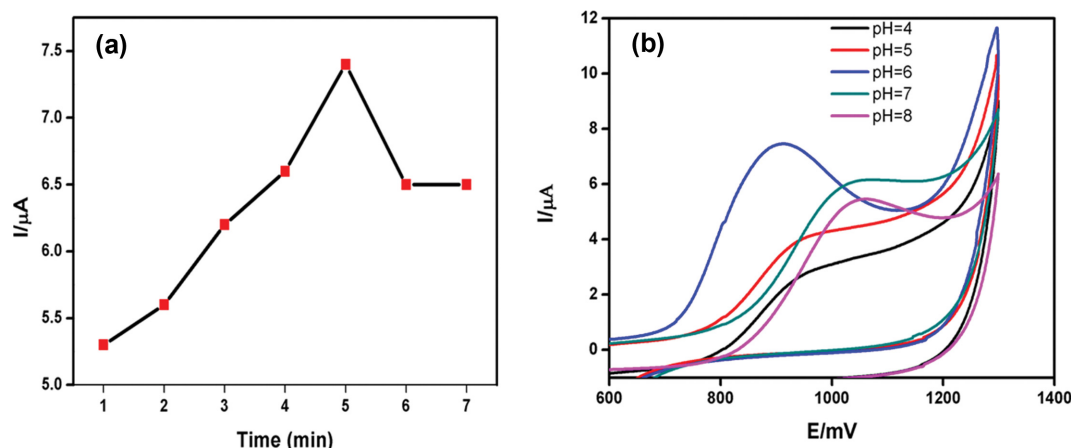 (a)
7.5
7.0
6.5
6.0
5.5
5.0
I/µA
1 2 3 4 5 6 7
Time (min)
(b)
pH=4
pH=5
pH=6
pH=7
pH=8
12
10
8
6
4
2
0
I/µA
600 800 1000 1200 1400
E/mV